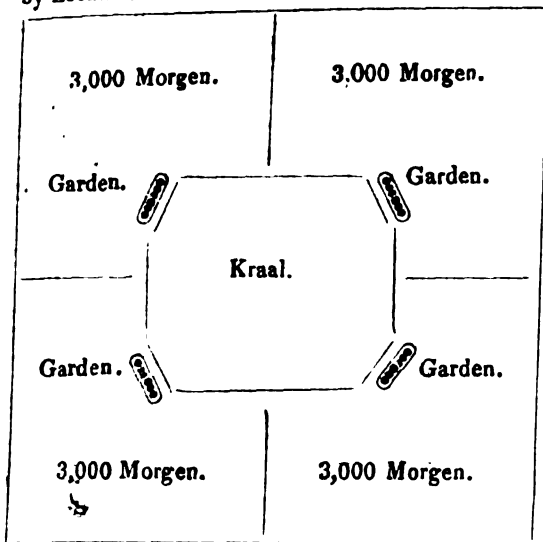 3,000 Morgen. 3.000 Morgen.
Garden. Garden.
Kraal.
Garden. Garden.
3,000 Morgen. 3,000 Morgen.